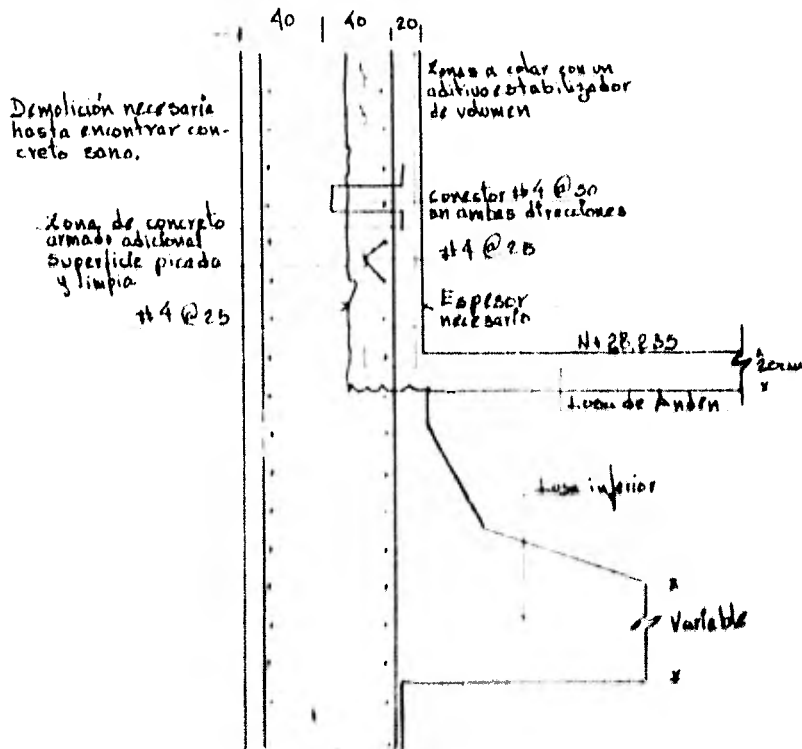 40 40 20
Demolición necesaria
hasta encontrar con-
creto sano.
Zona de concreto
armado adicional
superficie picada
y limpia
#4 @ 25
Zonas a colar con un
aditivo estabilizador
de volumen
conector #4 @ 30
en ambas direcciones
#4 @ 25
Espesor
necesario
N+28.235
Losa de Andén
Losa inferior
Variable